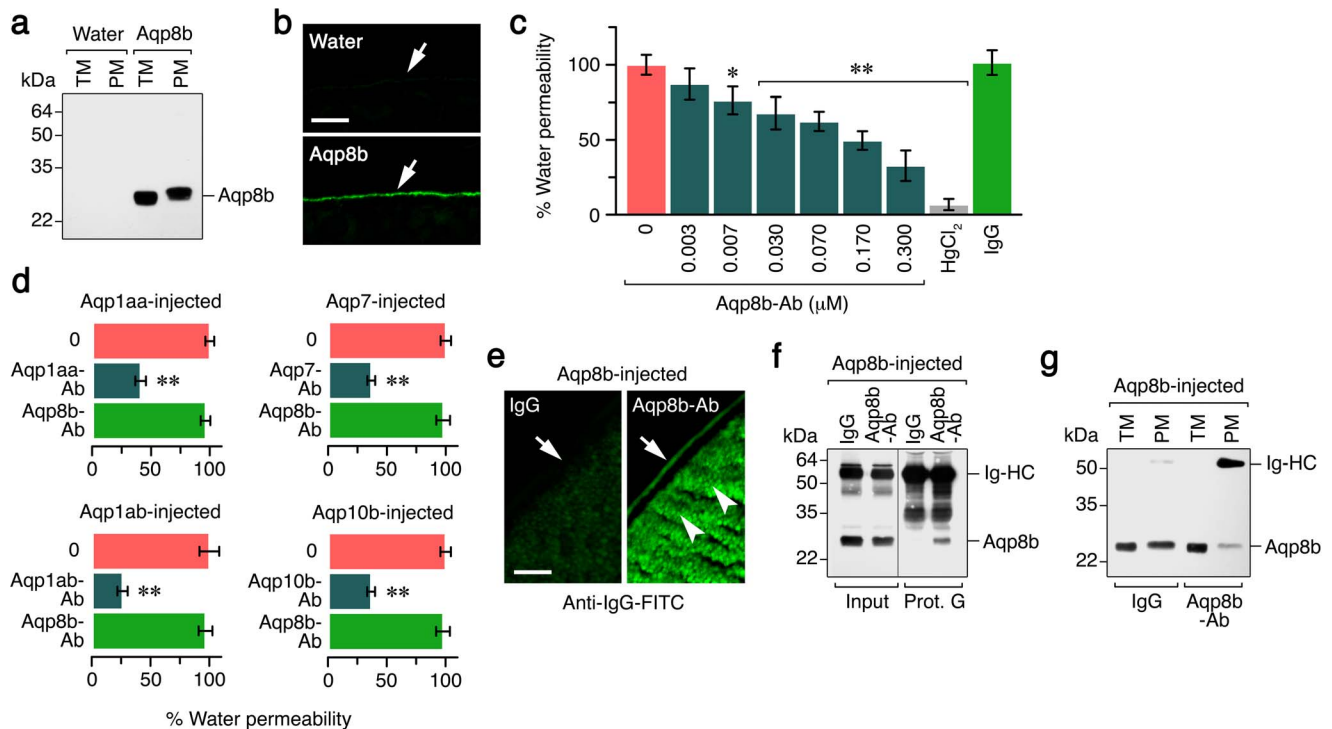 a
Water Aqp8b
kDa TM PM TM PM
64
50
35
22
Aqp8b
b
Water
Aqp8b
c
% Water permeability
100
50
0
*
**
0 0.003 0.007 0.030 0.070 0.170 0.300 HgCl₂ IgG
Aqp8b-Ab (μM)
d
Aqp1aa-injected
0
Aqp1aa-
Ab
**
Aqp8b-
Ab
0 50 100
Aqp7-injected
0
Aqp7-
Ab
**
Aqp8b-
Ab
0 50 100
Aqp1ab-injected
0
Aqp1ab-
Ab
**
Aqp8b-
Ab
0 50 100
Aqp10b-injected
0
Aqp10b-
Ab
**
Aqp8b-
Ab
0 50 100
% Water permeability
e
Aqp8b-injected
IgG Aqp8b-Ab
Anti-IgG-FITC
f
Aqp8b-injected
kDa IgG Aqp8b
-Ab IgG Aqp8b
-Ab
64
50
35
22
Ig-HC
Aqp8b
Input Prot. G
g
Aqp8b-injected
kDa TM PM TM PM
50
35
22
Ig-HC
Aqp8b
IgG Aqp8b
-Ab